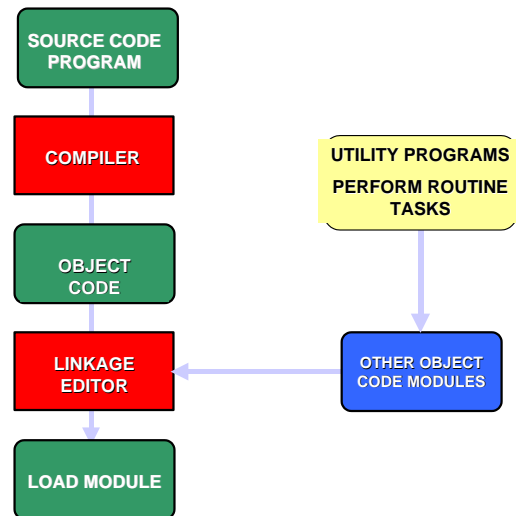 SOURCE CODE
PROGRAM
COMPILER
UTILITY PROGRAMS
PERFORM ROUTINE
TASKS
OBJECT
CODE
LINKAGE
EDITOR
OTHER OBJECT
CODE MODULES
LOAD MODULE